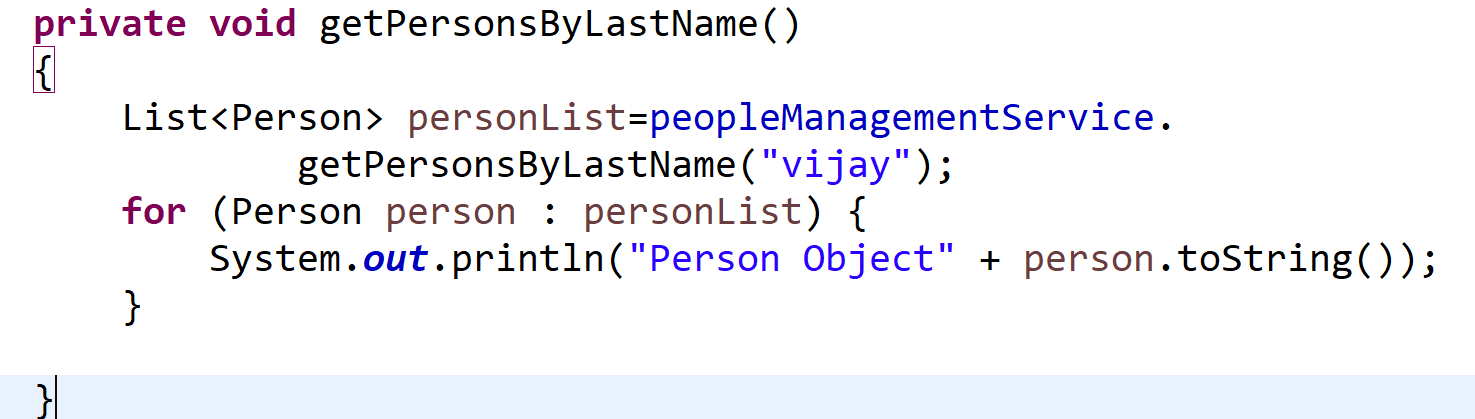 private void getPersonsByLastName()
{
    List<Person> personList=peopleManagementService.
            getPersonsByLastName("vijay");
    for (Person person : personList) {
        System.out.println("Person Object" + person.toString());
    }
}